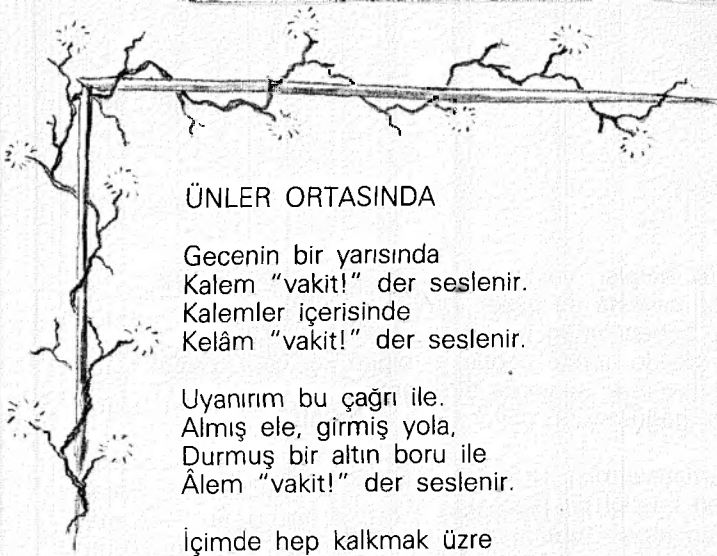 ÜNLER ORTASINDA
Gecenin bir yarısında
Kalem "vakit!" der seslenir.
Kalemler içerisinde
Kelâm "vakit!" der seslenir.
Uyanırım bu çağrı ile.
Almış ele, girmiş yola,
Durmuş bir altın boru ile
Âlem "vakit!" der seslenir.
İçimde hep kalkmak üzre